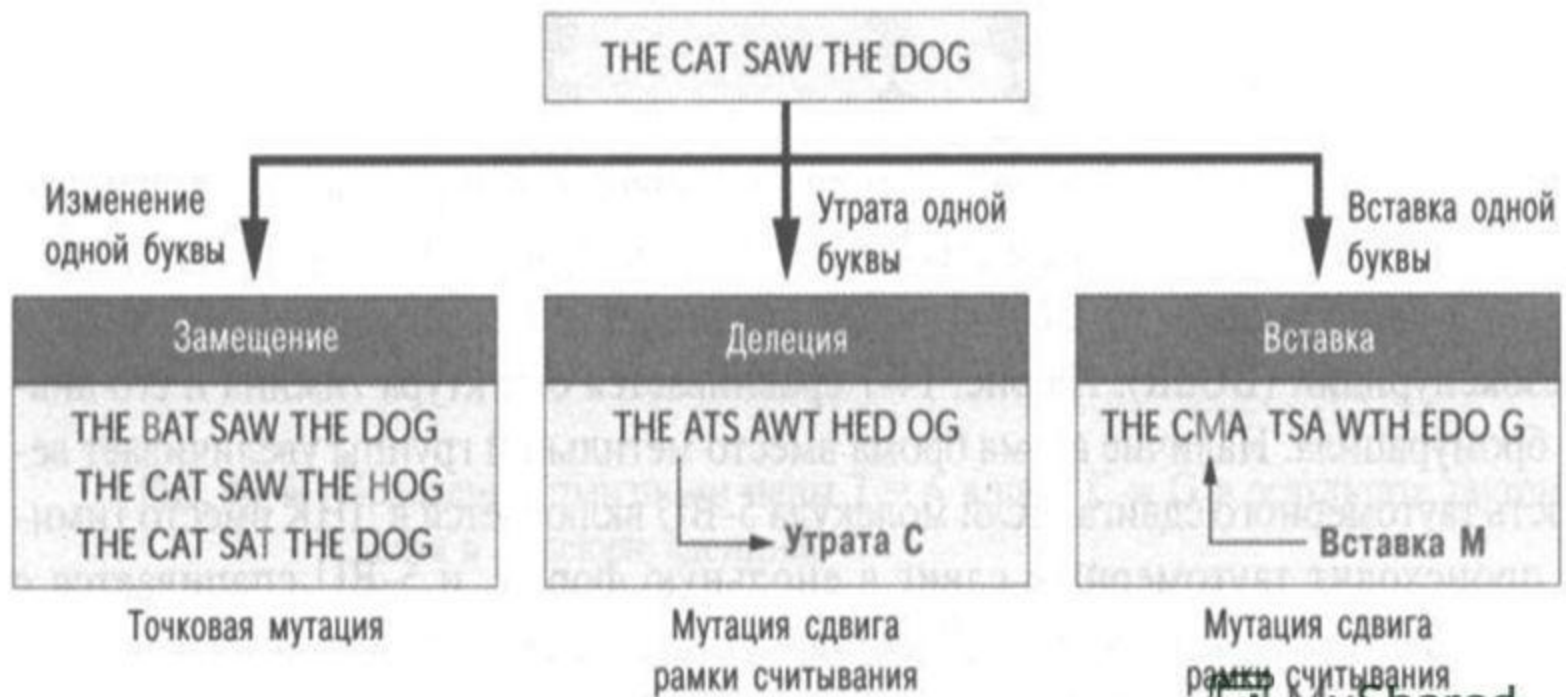 THE CAT SAW THE DOG
Изменение
одной буквы
Утрата одной
буквы
Вставка одной
буквы
Замещение
THE BAT SAW THE DOG
THE CAT SAW THE HOG
THE CAT SAT THE DOG
Точковая мутация
Делеция
THE ATS AWT HED OG
Утрата С
Мутация сдвига
рамки считывания
Вставка
THE CMA TSA WTH EDO G
Вставка М
Мутация сдвига
рамки считывания
MyShared